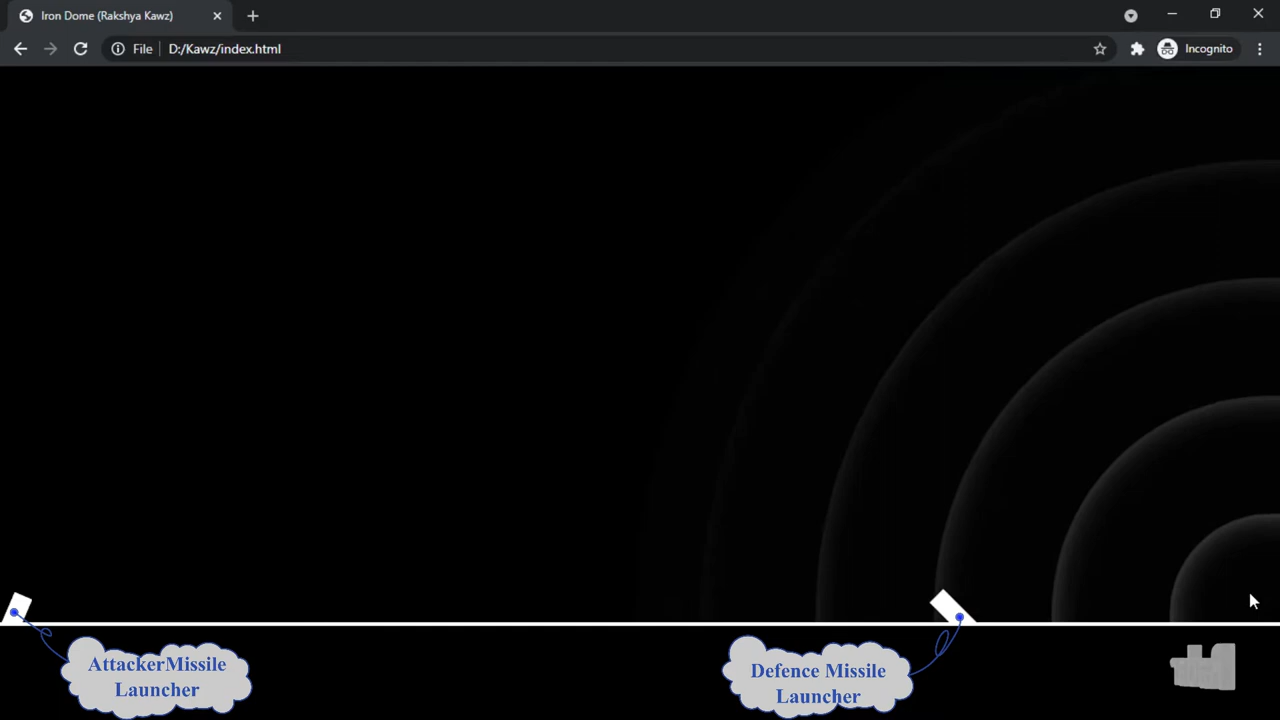 Iron Dome (Rakshya Kawz)
File
D:/Kawz/index.html
Incognito
AttackerMissile
Launcher
Defence Missile
Launcher